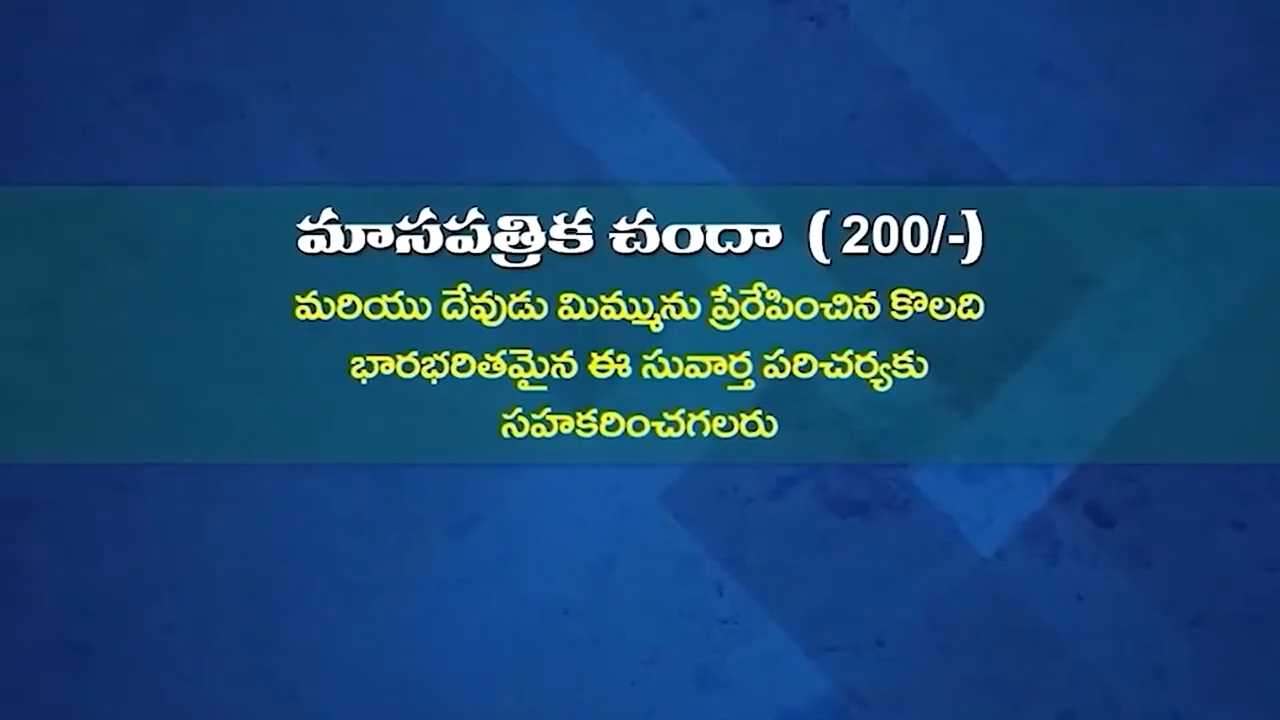 మాసపత్రిక చందా ( 200/-)
మరియు దేవుడు మిమ్మును ప్రేరేపించిన కొలది
భారభరితమైన ఈ సువార్త పరిచర్యకు
సహకరించగలరు